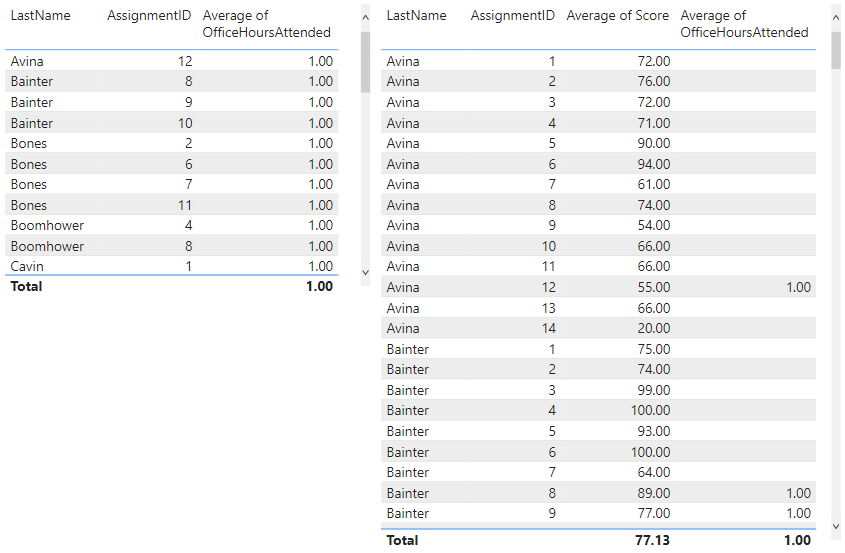 LastName AssignmentID Average of OfficeHoursAttended
Avina 12 1.00
Bainter 8 1.00
Bainter 9 1.00
Bainter 10 1.00
Bones 2 1.00
Bones 6 1.00
Bones 7 1.00
Bones 11 1.00
Boomhower 4 1.00
Boomhower 8 1.00
Cavin 1 1.00
Total 1.00
LastName AssignmentID Average of Score Average of OfficeHoursAttended
Avina 1 72.00
Avina 2 76.00
Avina 3 72.00
Avina 4 71.00
Avina 5 90.00
Avina 6 94.00
Avina 7 61.00
Avina 8 74.00
Avina 9 54.00
Avina 10 66.00
Avina 11 66.00
Avina 12 55.00 1.00
Avina 13 66.00
Avina 14 20.00
Bainter 1 75.00
Bainter 2 74.00
Bainter 3 99.00
Bainter 4 100.00
Bainter 5 93.00
Bainter 6 100.00
Bainter 7 64.00
Bainter 8 89.00 1.00
Bainter 9 77.00 1.00
Total 77.13 1.00